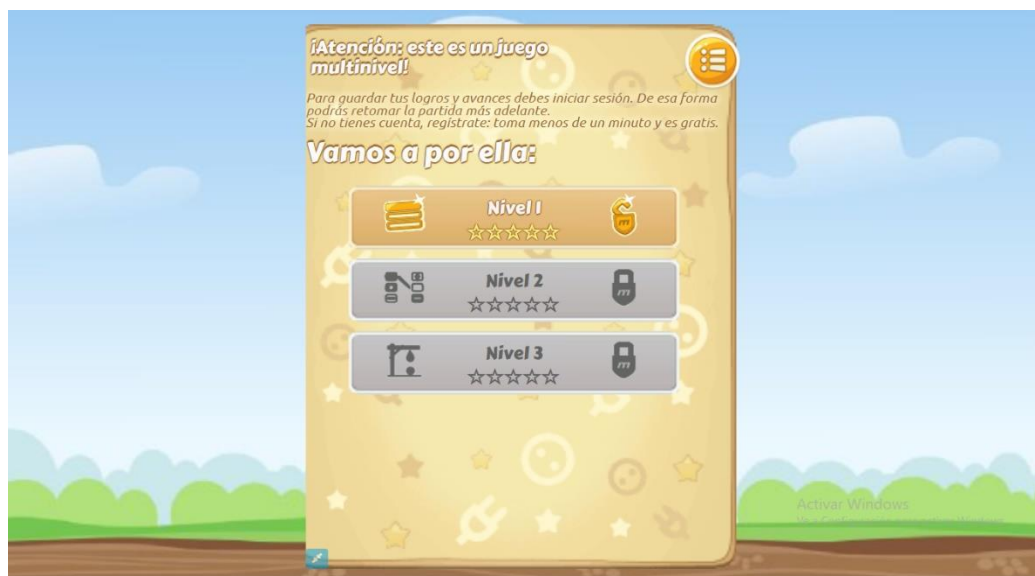 ¡Atención: este es un juego
multinivel!
Para guardar tus logros y avances debes iniciar sesión. De esa forma
podrás retomar la partida más adelante.
Si no tienes cuenta, regístrate: toma menos de un minuto y es gratis.
Vamos a por ella:
Nivel 1
Nivel 2
Nivel 3
Activar Windows